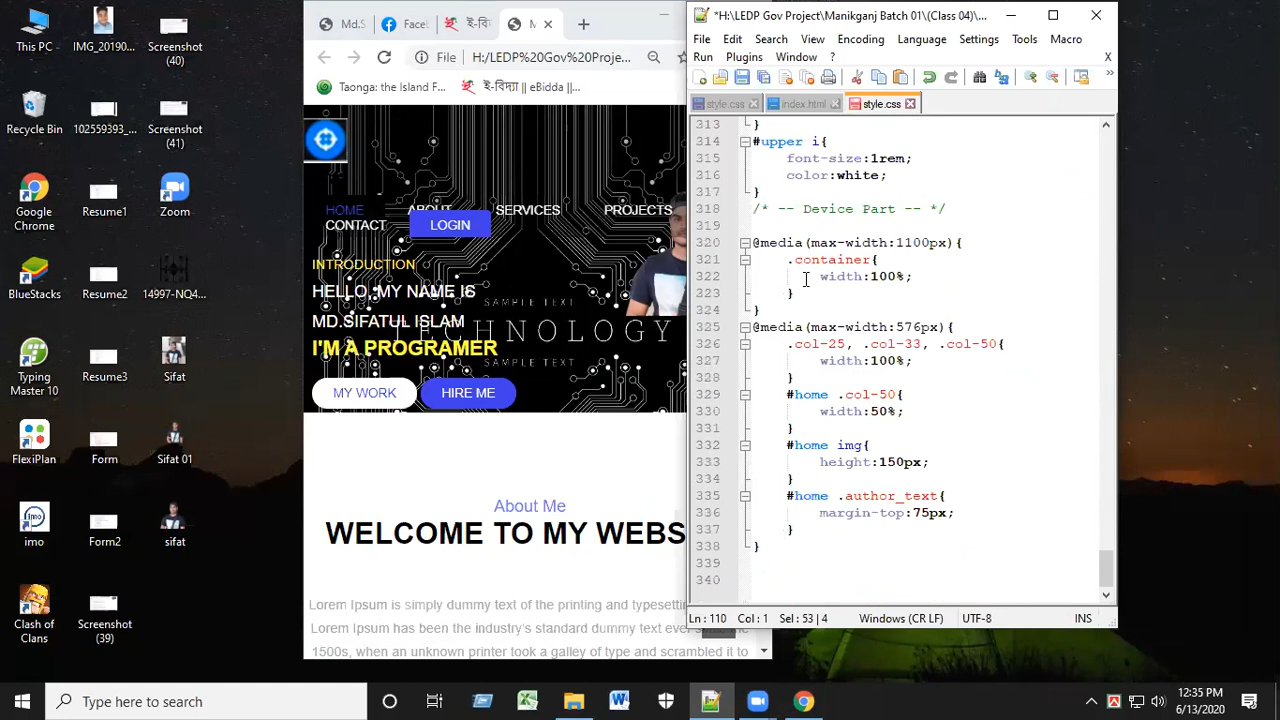 This PC
IMG_20190...
Screenshot
(40)
Recycle Bin
102559393_...
Screenshot
(41)
Google
Chrome
Resume1
Zoom
BlueStacks
Resume2
14997-NQ4...
Typing
Master 10
Resume3
Sifat
FlexiPlan
Form
Sifat 01
imo
Form2
sifat
Clash of
Clans
Screenshot
(39)
Md.S
Facel
ই-বি
M
File
H:/LEDP%20Gov%20Proje...
Taonga: the Island F...
ই-বিদ্যা || eBidda ||...
HOME ABOUT SERVICES PROJECTS
CONTACT LOGIN
INTRODUCTION
HELLO, MY NAME IS
SAMPLE TEXT
MD.SIFATUL ISLAM
TECHNOLOGY
I'M A PROGRAMER
SAMPLE TEXT
MY WORK HIRE ME
About Me
WELCOME TO MY WEBS
Lorem Ipsum is simply dummy text of the printing and typesettin
Lorem Ipsum has been the industry's standard dummy text ever
1500s, when an unknown printer took a galley of type and scrambled it to
*H:\LEDP Gov Project\Manikganj Batch 01\(Class 04)\...
File Edit Search View Encoding Language Settings Tools Macro
Run Plugins Window ?
style.css index.html style.css
313 }
314 #upper i{
315 font-size:1rem;
316 color:white;
317 }
318 /* -- Device Part -- */
319
320 @media(max-width:1100px){
321 .container{
322 width:100%;
323 }
324 }
325 @media(max-width:576px){
326 .col-25, .col-33, .col-50{
327 width:100%;
328 }
329 #home .col-50{
330 width:50%;
331 }
332 #home img{
333 height:150px;
334 }
335 #home .author_text{
336 margin-top:75px;
337 }
338 }
339
340
Ln : 110 Col : 1 Sel : 53 | 4 Windows (CR LF) UTF-8 INS
Type here to search
12:35 PM
6/13/2020